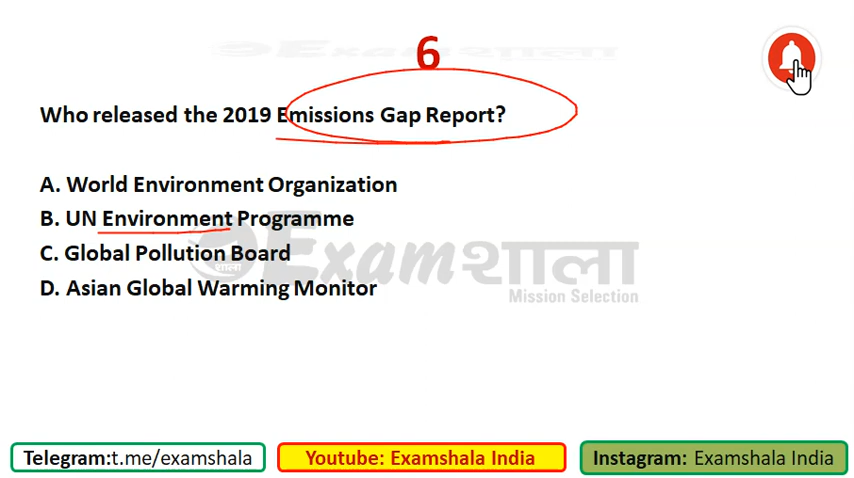 Examशाला
6
Who released the 2019 Emissions Gap Report?
A. World Environment Organization
B. UN Environment Programme
C. Global Pollution Board
D. Asian Global Warming Monitor
शाला Examशाला
Mission Selection
Telegram:t.me/examshala
Youtube: Examshala India
Instagram: Examshala India